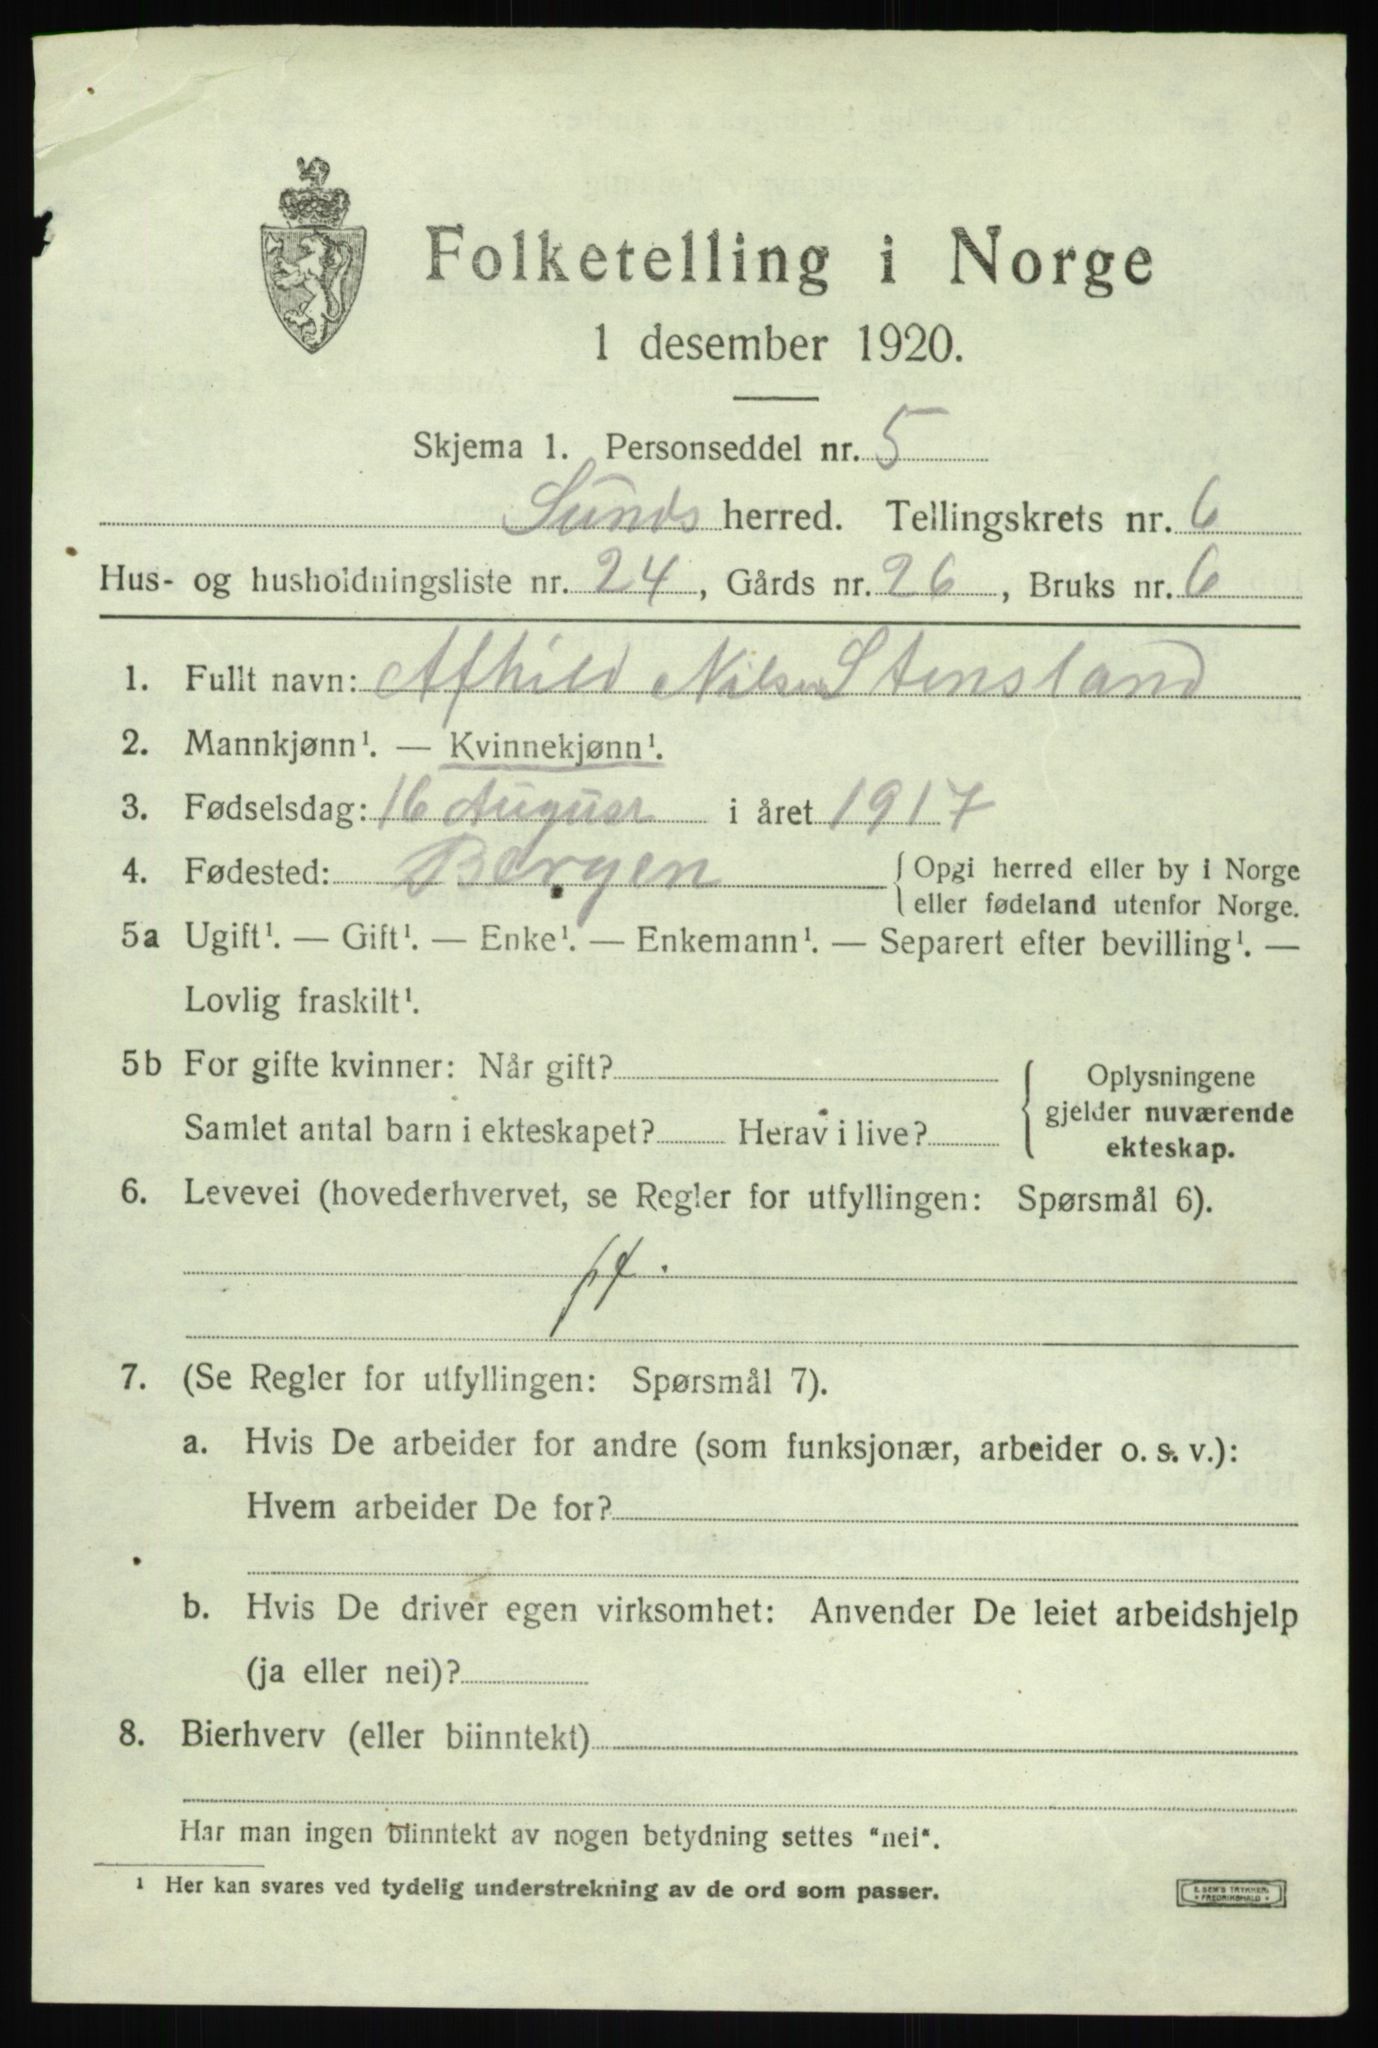 Folketelling i Norge
1 desember 1920.
Skjema 1. Personseddel nr. 5
Sunds herred. Tellingskrets nr. 6
Hus- og husholdningsliste nr. 24, Gårds nr. 26, Bruks nr. 6
1. Fullt navn: Afhild Nilsen Stensland
2. Mannkjønn¹. — Kvinnekjønn¹.
3. Fødselsdag: 16 August i året 1917
4. Fødested: Bergen { Opgi herred eller by i Norge
eller fødeland utenfor Norge.
5a Ugift¹. — Gift¹. — Enke¹. — Enkemann¹. — Separert efter bevilling¹. —
Lovlig fraskilt¹.
5b For gifte kvinner: Når gift? { Oplysningene
gjelder nuværende
Samlet antal barn i ekteskapet? Herav i live?
ekteskap.
6. Levevei (hovederhvervet, se Regler for utfyllingen: Spørsmål 6).
7. (Se Regler for utfyllingen: Spørsmål 7).
a. Hvis De arbeider for andre (som funksjonær, arbeider o. s. v.):
Hvem arbeider De for?
b. Hvis De driver egen virksomhet: Anvender De leiet arbeidshjelp
(ja eller nei)?
8. Bierhverv (eller biinntekt)
Har man ingen biinntekt av nogen betydning settes "nei".
¹ Her kan svares ved tydelig understrekning av de ord som passer.